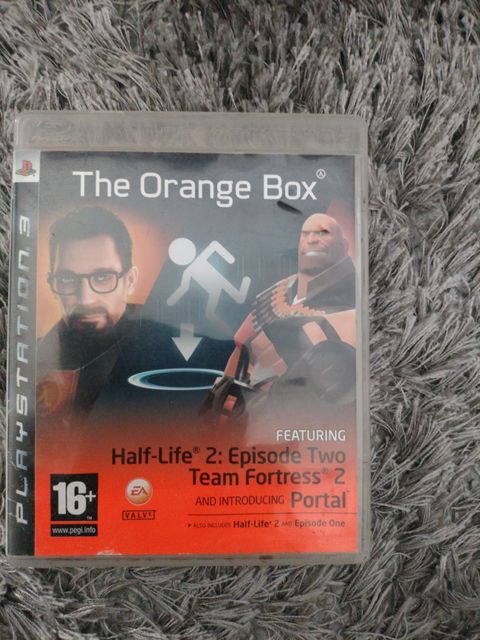 PLAYSTATION 3
The Orange Box
FEATURING
Half-Life® 2: Episode Two
Team Fortress® 2
AND INTRODUCING Portal™
▸ ALSO INCLUDES Half-Life® 2 AND Episode One
16+
www.pegi.info
EA
VALVE